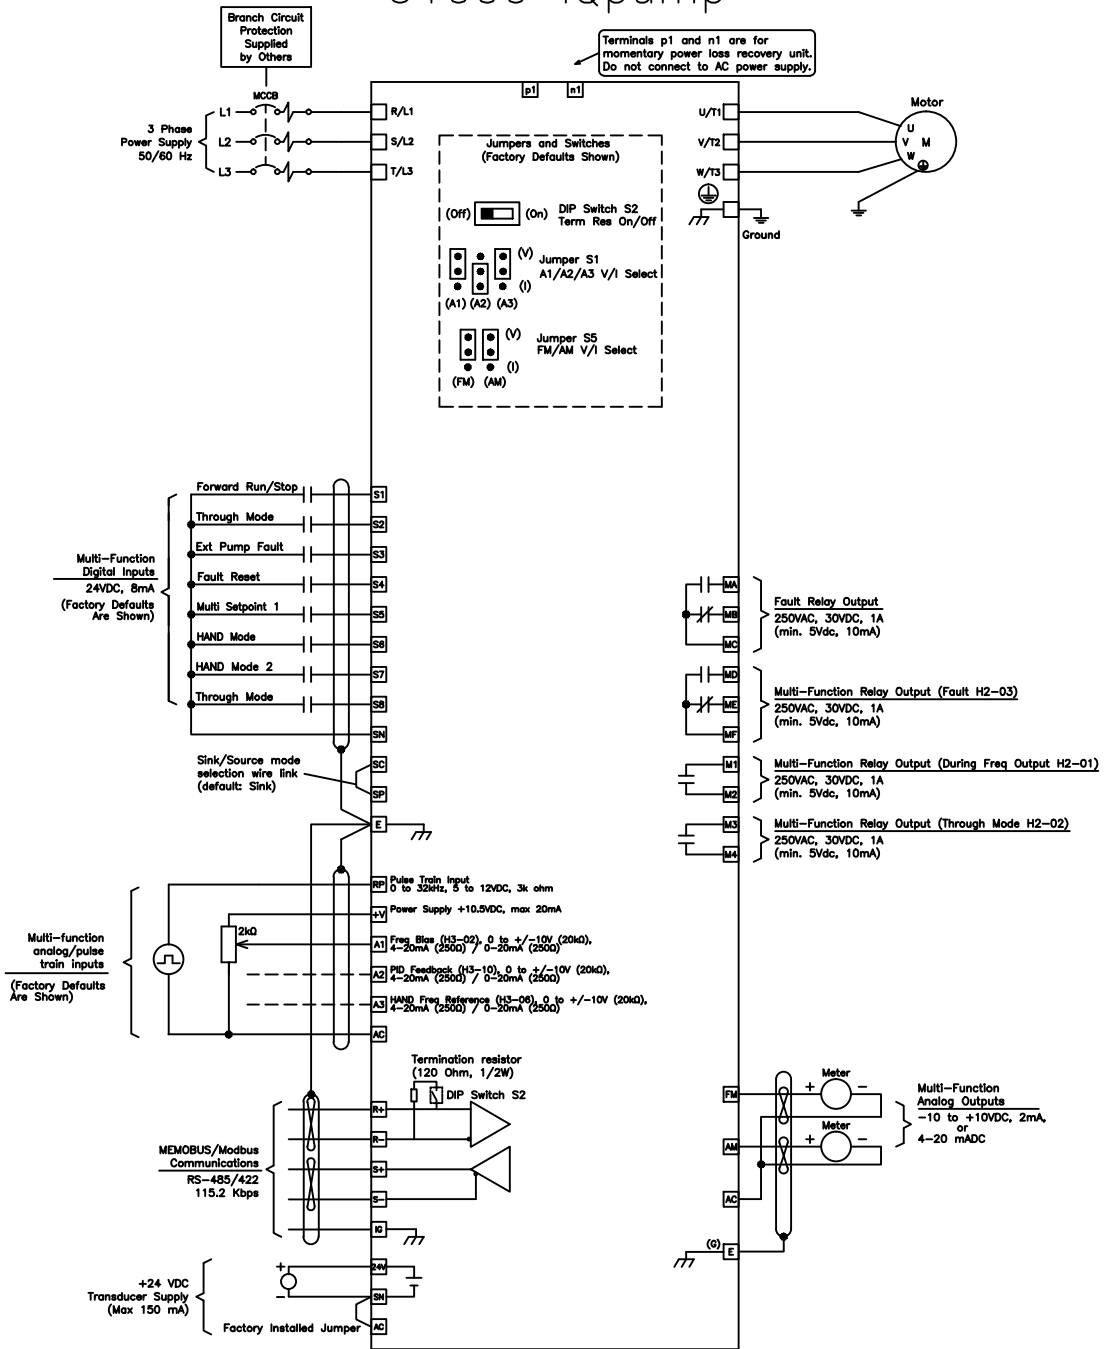 Branch Circuit
Protection
Supplied
by Others
Terminals p1 and n1 are for
momentary power loss recovery unit.
Do not connect to AC power supply.
p1
n1
MCCB
3 Phase
Power Supply
50/60 Hz
L1
L2
L3
R/L1
S/L2
T/L3
U/T1
V/T2
W/T3
Motor
U
V M
W
Ground
Jumpers and Switches
(Factory Defaults Shown)
(Off)
(On)
DIP Switch S2
Term Res On/Off
(V)
Jumper S1
A1/A2/A3 V/I Select
(I)
(A1) (A2) (A3)
(V)
Jumper S5
FM/AM V/I Select
(I)
(FM) (AM)
Multi-Function
Digital Inputs
24VDC, 8mA
(Factory Defaults
Are Shown)
Forward Run/Stop
S1
Through Mode
S2
Ext Pump Fault
S3
Fault Reset
S4
Multi Setpoint 1
S5
HAND Mode
S6
HAND Mode 2
S7
Through Mode
S8
SN
Sink/Source mode
selection wire link
(default: Sink)
SC
SP
E
MA
MB
MC
Fault Relay Output
250VAC, 30VDC, 1A
(min. 5Vdc, 10mA)
MD
ME
MF
Multi-Function Relay Output (Fault H2-03)
250VAC, 30VDC, 1A
(min. 5Vdc, 10mA)
M1
M2
Multi-Function Relay Output (During Freq Output H2-01)
250VAC, 30VDC, 1A
(min. 5Vdc, 10mA)
M3
M4
Multi-Function Relay Output (Through Mode H2-02)
250VAC, 30VDC, 1A
(min. 5Vdc, 10mA)
Multi-function
analog/pulse
train inputs
(Factory Defaults
Are Shown)
2kΩ
RP
Pulse Train Input
0 to 32kHz, 5 to 12VDC, 3k ohm
+V
Power Supply +10.5VDC, max 20mA
A1
Freq Bias (H3-02), 0 to +/-10V (20kΩ),
4-20mA (250Ω) / 0-20mA (250Ω)
A2
PID Feedback (H3-10), 0 to +/-10V (20kΩ),
4-20mA (250Ω) / 0-20mA (250Ω)
A3
HAND Freq Reference (H3-06), 0 to +/-10V (20kΩ),
4-20mA (250Ω) / 0-20mA (250Ω)
AC
Termination resistor
(120 Ohm, 1/2W)
DIP Switch S2
MEMOBUS/Modbus
Communications
RS-485/422
115.2 Kbps
R+
R-
S+
S-
IG
+24 VDC
Transducer Supply
(Max 150 mA)
+
-
24V
SN
AC
Factory Installed Jumper
FM
AM
AC
(G)
E
Meter
+ -
Meter
+ -
Multi-Function
Analog Outputs
-10 to +10VDC, 2mA,
or
4-20 mADC